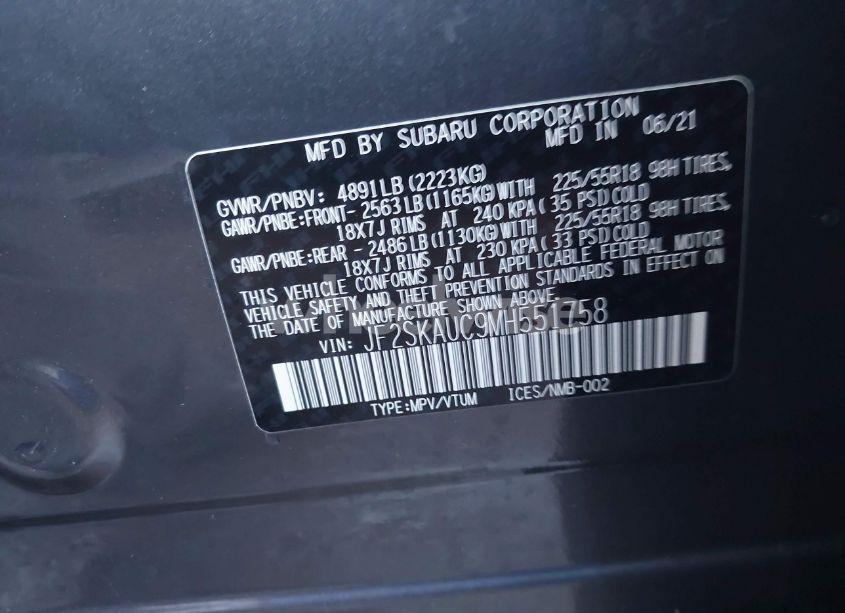 MFD BY SUBARU CORPORATION
MFD IN 06/21
GVWR/PNBV: 4891LB(2223KG)
GAWR/PNBE:FRONT- 2563LB(1165KG)WITH 225/55R18 98H TIRES,
18X7J RIMS AT 240 KPA(35 PSI)COLD
GAWR/PNBE:REAR - 2486LB(1130KG)WITH 225/55R18 98H TIRES,
18X7J RIMS AT 230 KPA(33 PSI)COLD
THIS VEHICLE CONFORMS TO ALL APPLICABLE FEDERAL MOTOR
VEHICLE SAFETY AND THEFT PREVENTION STANDARDS IN EFFECT ON
THE DATE OF MANUFACTURE SHOWN ABOVE.
VIN: JF2SKAUC9MH551758
TYPE:MPV/VTUM ICES/NMB-002